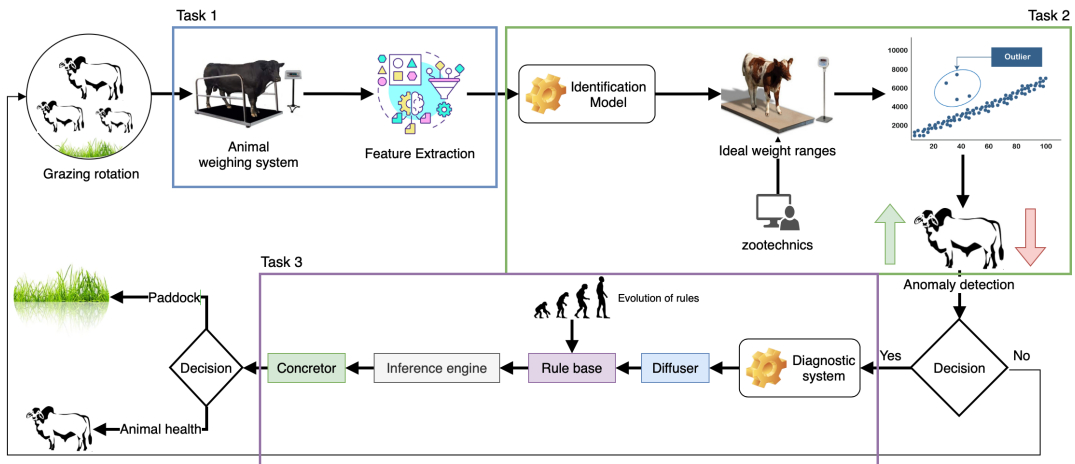 Task 1
Task 2
10000
8000
6000
4000
2000
20
40
60
80
100
Outlier
Identification
Model
Animal
weighing system
Feature Extraction
Ideal weight ranges
Grazing rotation
zootechnics
Task 3
Anomaly detection
Paddock
Evolution of rules
Decision
Concretor
Inference engine
Rule base
Diffuser
Diagnostic
system
Yes
Decision
No
Animal health